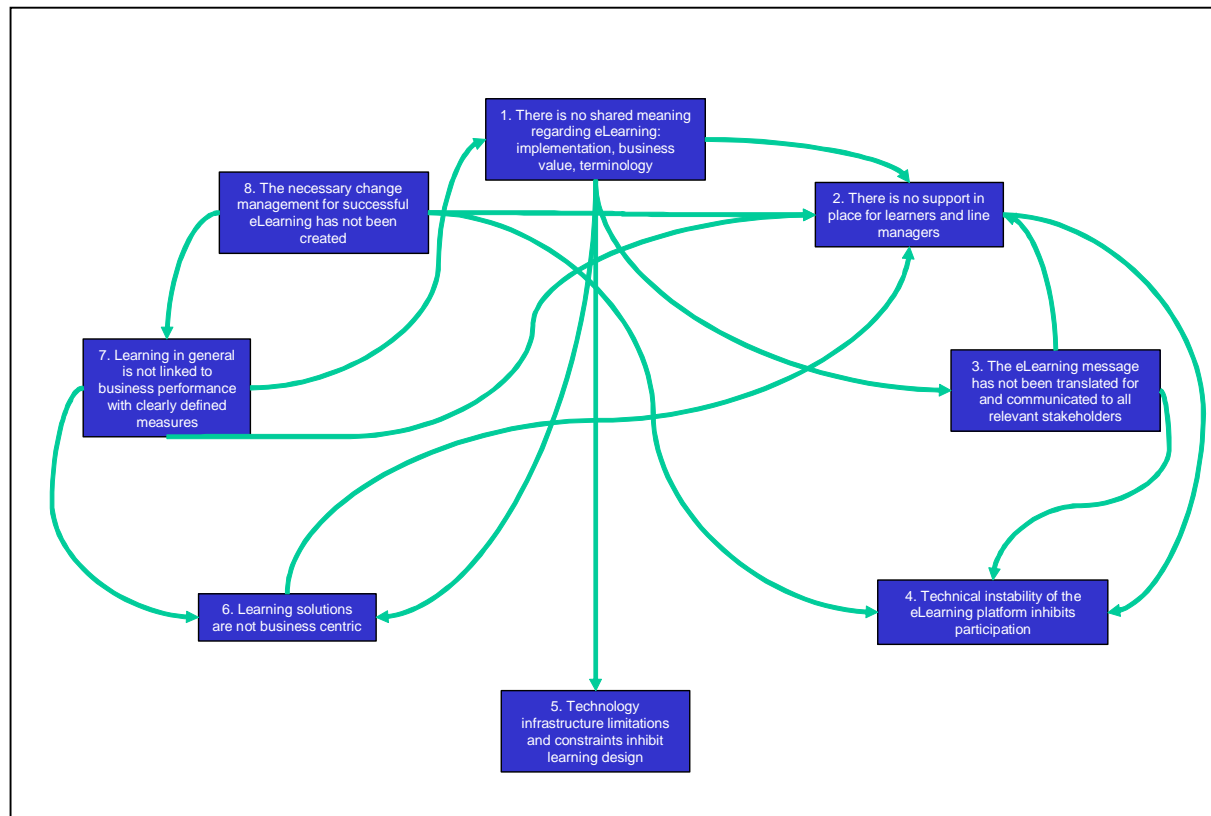 1. There is no shared meaning
regarding eLearning:
implementation, business
value, terminology
8. The necessary change
management for successful
eLearning has not been
created
2. There is no support in
place for learners and line
managers
7. Learning in general
is not linked to
business performance
with clearly defined
measures
3. The eLearning message
has not been translated for
and communicated to all
relevant stakeholders
6. Learning solutions
are not business centric
4. Technical instability of the
eLearning platform inhibits
participation
5. Technology
infrastructure limitations
and constraints inhibit
learning design